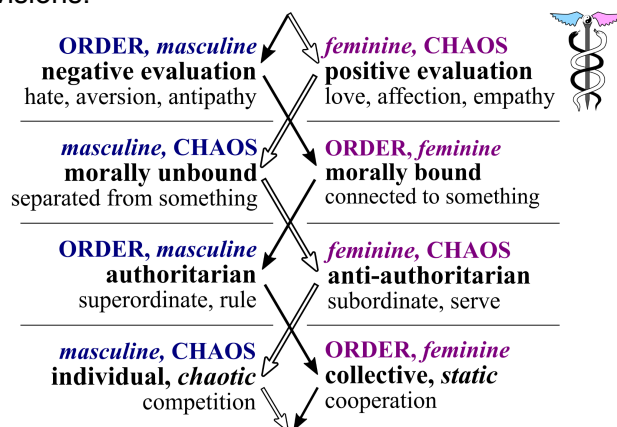 ORDER, masculine
negative evaluation
hate, aversion, antipathy
feminine, CHAOS
positive evaluation
love, affection, empathy
masculine, CHAOS
morally unbound
separated from something
ORDER, feminine
morally bound
connected to something
ORDER, masculine
authoritarian
superordinate, rule
feminine, CHAOS
anti-authoritarian
subordinate, serve
masculine, CHAOS
individual, chaotic
competition
ORDER, feminine
collective, static
cooperation